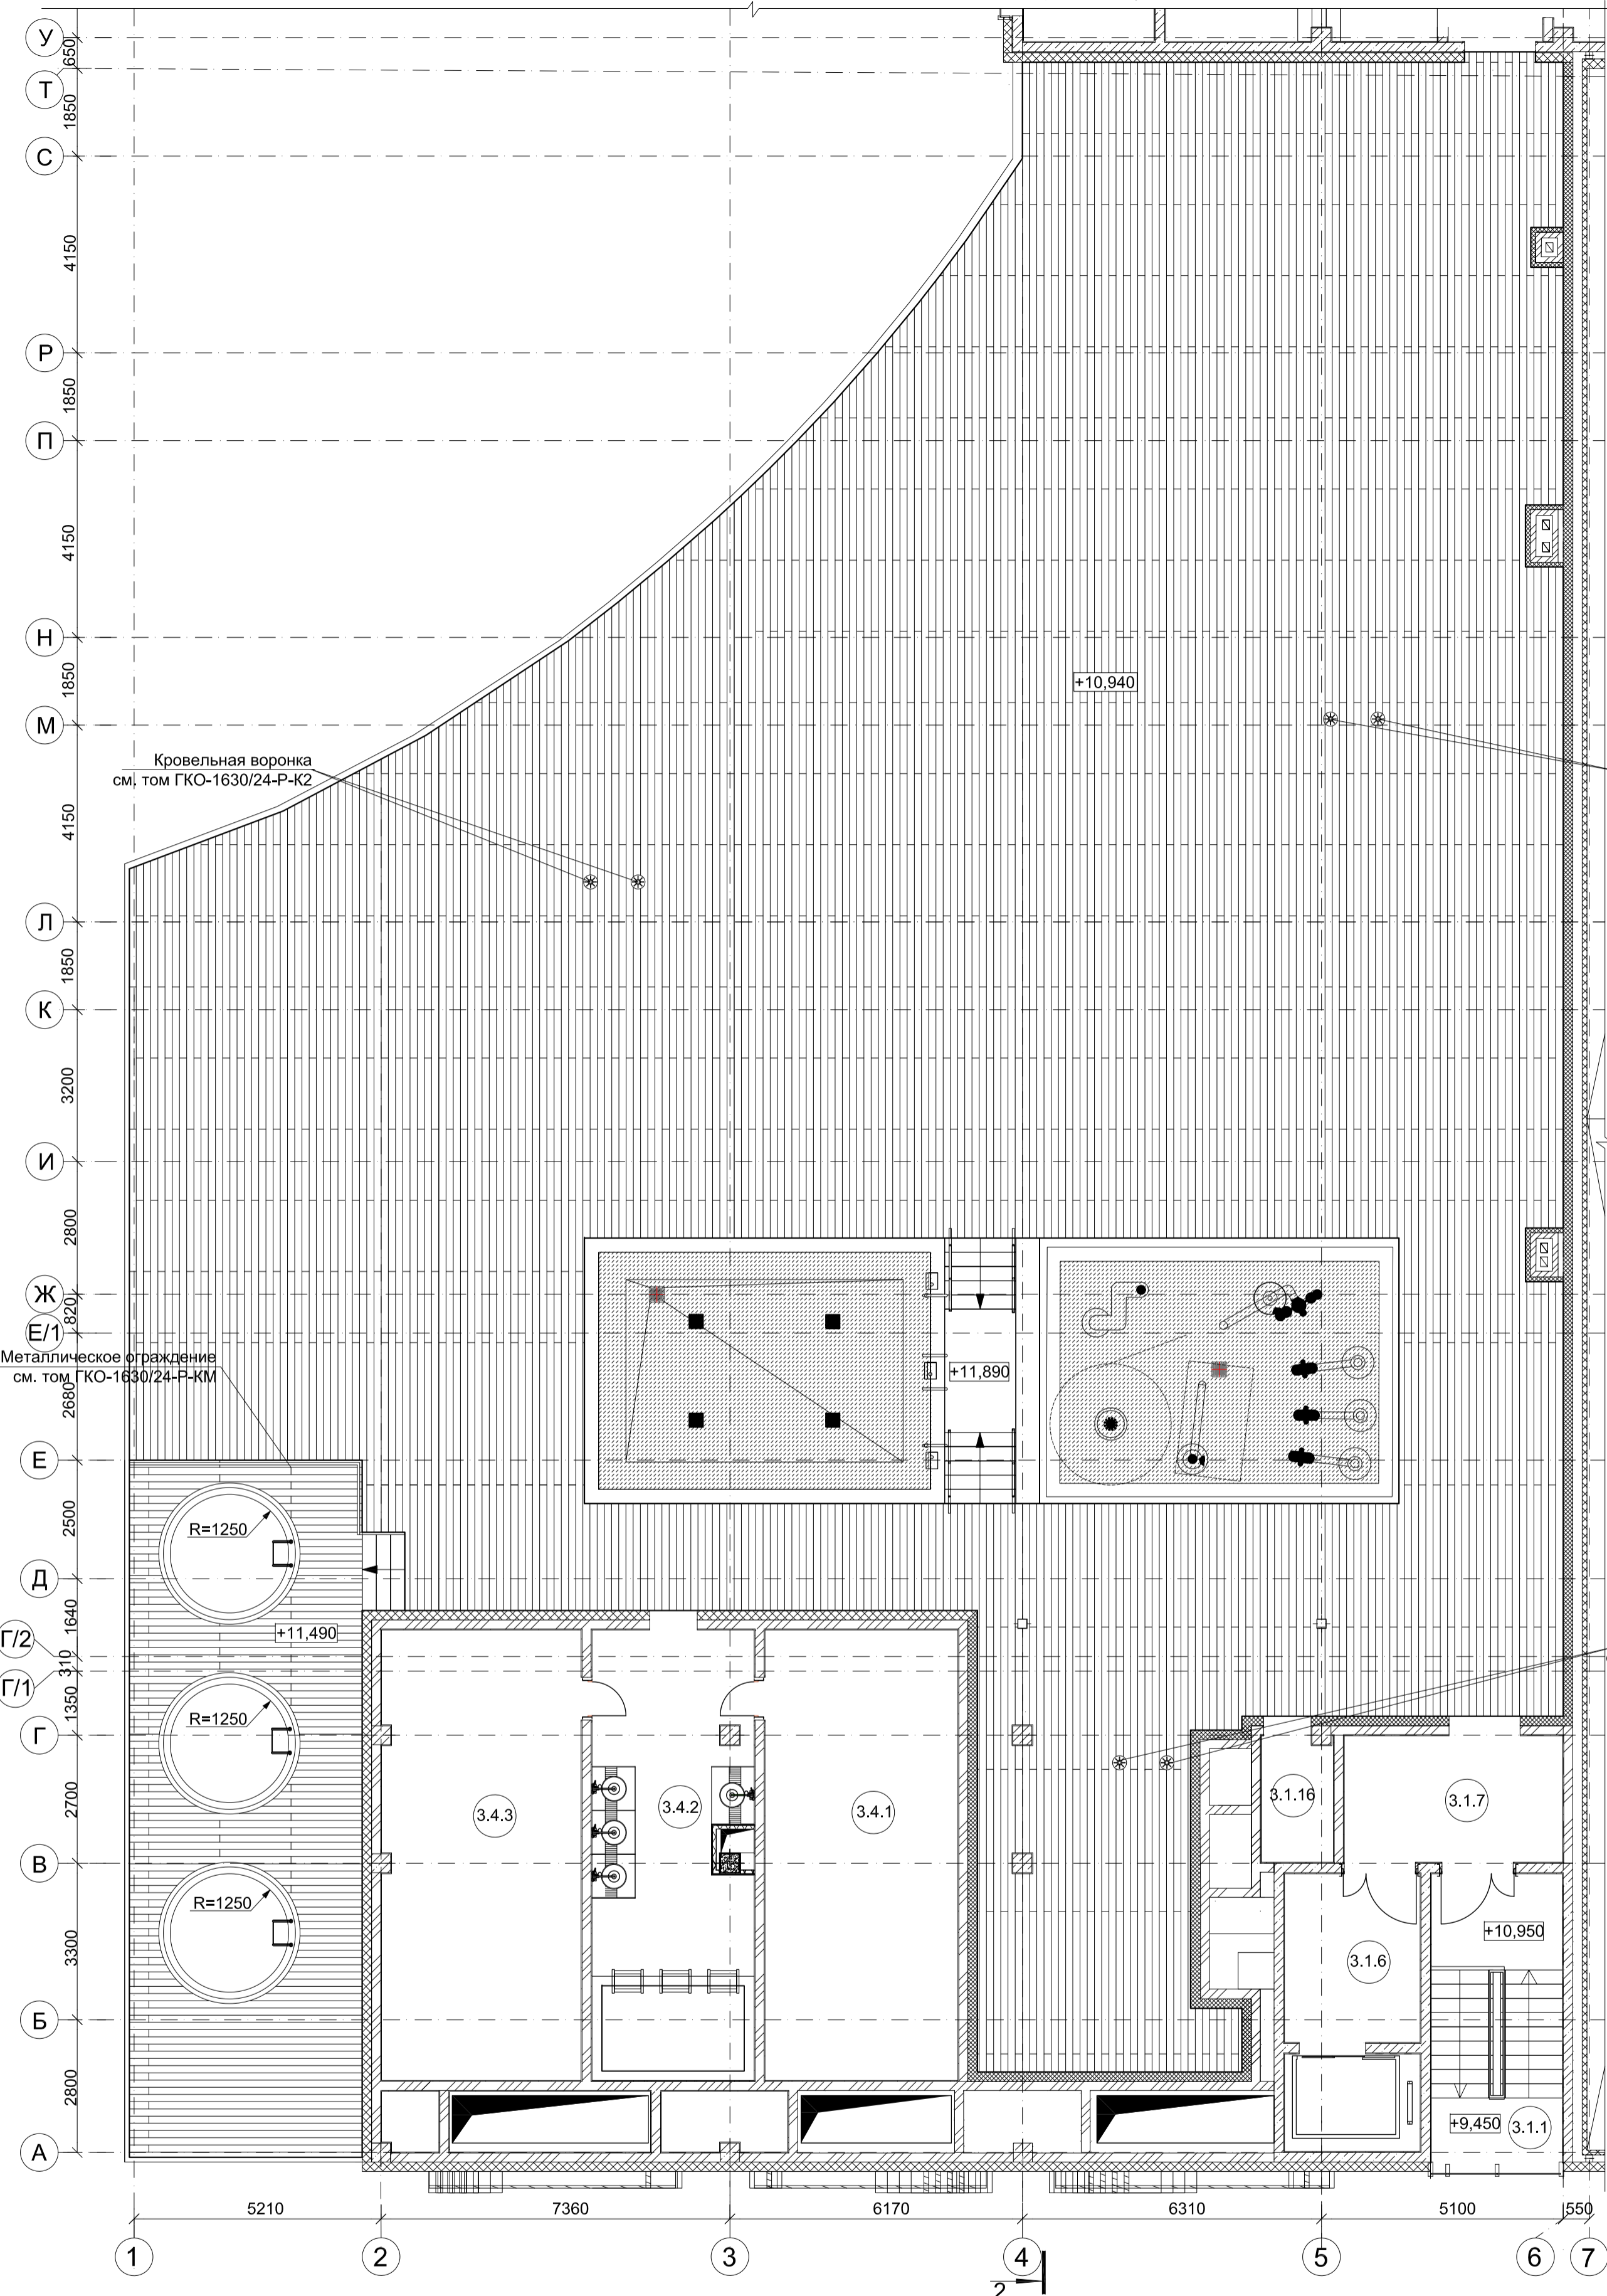 У
650
Т
1850
С
4150
Р
1850
П
4150
Н
1850
+10,940
М
Кровельная воронка
см. том ГКО-1630/24-Р-К2
4150
Л
1850
К
3200
И
2800
Ж
820
Е/1
Металлическое ограждение
см. том ГКО-1630/24-Р-КМ
+11,890
2680
Е
2500
R=1250
Д
1640
+11,490
Г/2
310
Г/1
1350
R=1250
Г
2700
3.4.3
3.4.2
3.4.1
3.1.16
3.1.7
В
R=1250
3300
+10,950
3.1.6
Б
2800
+9,450
3.1.1
А
5210
7360
6170
6310
5100
550
1
2
3
4
5
6
7
2